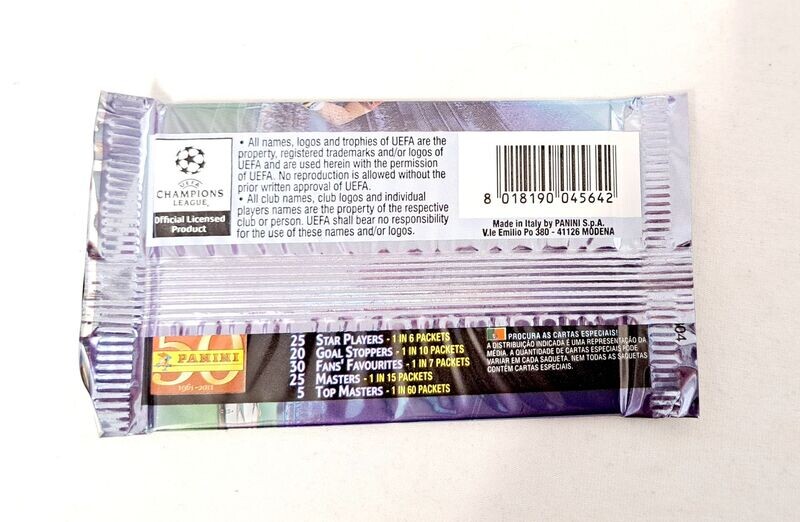 UEFA
CHAMPIONS
LEAGUE
Official Licensed
Product
• All names, logos and trophies of UEFA are the
property, registered trademarks and/or logos of
UEFA and are used herein with the permission
of UEFA. No reproduction is allowed without the
prior written approval of UEFA.
• All club names, club logos and individual
players names are the property of the respective
club or person. UEFA shall bear no responsibility
for the use of these names and/or logos.
8 018190 045642
Made in Italy by PANINI S.p.A.
V.le Emilio Po 380 - 41126 MODENA
50
PANINI
1961-2011
25 STAR PLAYERS - 1 IN 6 PACKETS
20 GOAL STOPPERS - 1 IN 10 PACKETS
30 FANS' FAVOURITES - 1 IN 7 PACKETS
25 MASTERS - 1 IN 15 PACKETS
5 TOP MASTERS - 1 IN 60 PACKETS
PROCURA AS CARTAS ESPECIAIS!
A DISTRIBUIÇÃO INDICADA É UMA REPRESENTAÇÃO DA
MÉDIA. A QUANTIDADE DE CARTAS ESPECIAIS PODE
VARIAR EM CADA SAQUETA. NEM TODAS AS SAQUETAS
CONTÊM CARTAS ESPECIAIS.